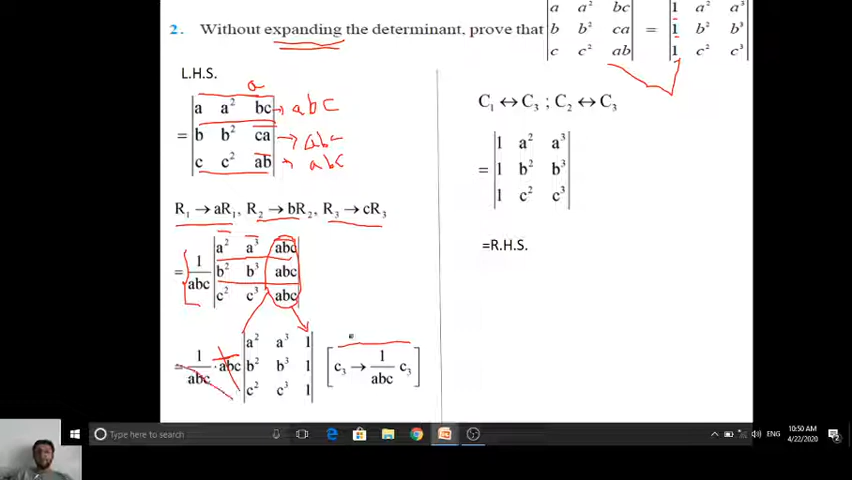 2. Without expanding the determinant, prove that |a a² bc; b b² ca; c c² ab| = |1 a² a³; 1 b² b³; 1 c² c³|
L.H.S.
a
= |a a² bc; b b² ca; c c² ab|
→ abc
→ abc
→ abc
R₁ → aR₁, R₂ → bR₂, R₃ → cR₃
= 1/abc |a² a³ abc; b² b³ abc; c² c³ abc|
= 1/abc · abc |a² a³ 1; b² b³ 1; c² c³ 1| [c₃ → 1/abc c₃]
C₁ ↔ C₃ ; C₂ ↔ C₃
= |1 a² a³; 1 b² b³; 1 c² c³|
=R.H.S.
Type here to search
ENG
10:50 AM
4/22/2020